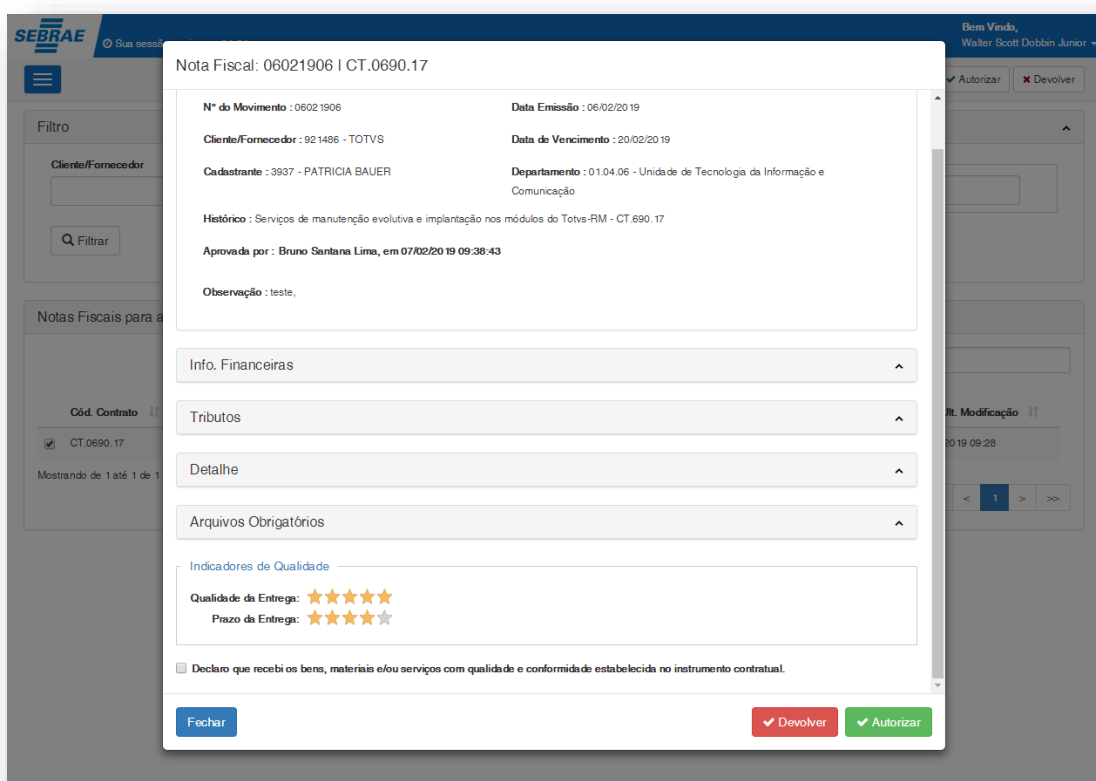 SEBRAE
Sua sessã
Bem Vindo,
Walter Scott Dobbin Junior
Autorizar
Devolver
Nota Fiscal: 06021906 | CT.0690.17
N° do Movimento : 06021906
Data Emissão : 06/02/2019
Cliente/Fornecedor : 921486 - TOTVS
Data de Vencimento : 20/02/2019
Cadastrante : 3937 - PATRICIA BAUER
Departamento : 01.04.06 - Unidade de Tecnologia da Informação e
Comunicação
Histórico : Serviços de manutenção evolutiva e implantação nos módulos do Totvs-RM - CT.690.17
Aprovada por : Bruno Santana Lima, em 07/02/2019 09:38:43
Observação : teste,
Info. Financeiras
Tributos
Detalhe
Arquivos Obrigatórios
Indicadores de Qualidade
Qualidade da Entrega:
Prazo da Entrega:
Declaro que recebi os bens, materiais e/ou serviços com qualidade e conformidade estabelecida no instrumento contratual.
Fechar
Devolver
Autorizar
Filtro
Cliente/Fornecedor
Filtrar
Notas Fiscais para a
Cód. Contrato
Ult. Modificação
CT.0690.17
2019 09:28
Mostrando de 1 até 1 de 1
< 1 > >>